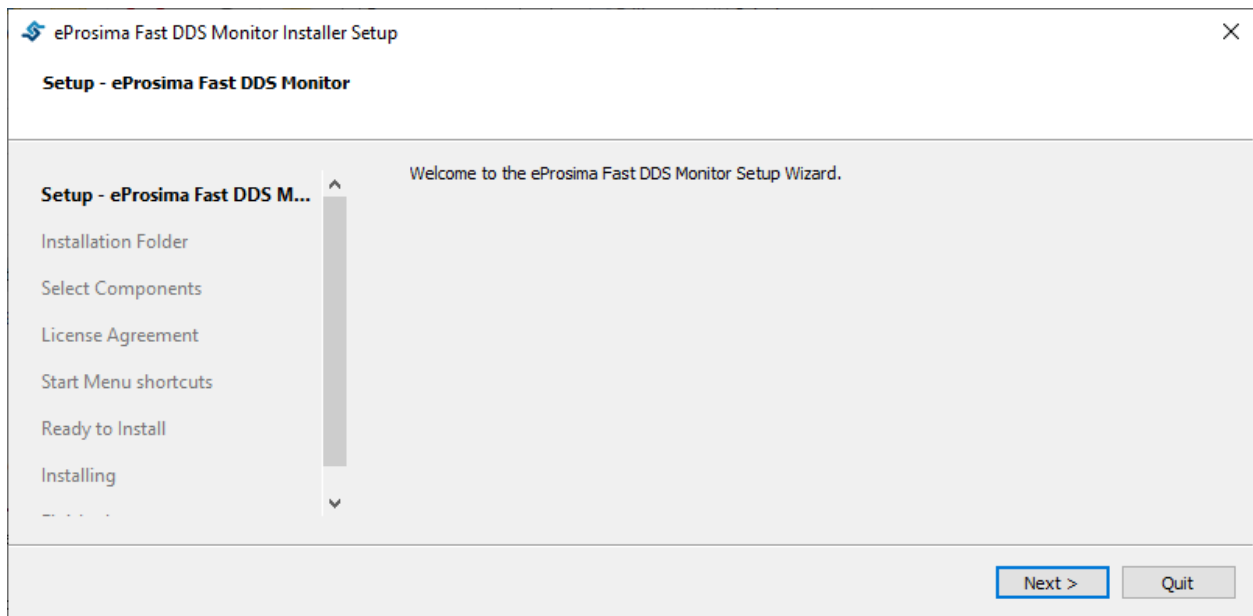 eProsima Fast DDS Monitor Installer Setup
Setup - eProsima Fast DDS Monitor
Setup - eProsima Fast DDS M...
Installation Folder
Select Components
License Agreement
Start Menu shortcuts
Ready to Install
Installing
Welcome to the eProsima Fast DDS Monitor Setup Wizard.
Next >
Quit